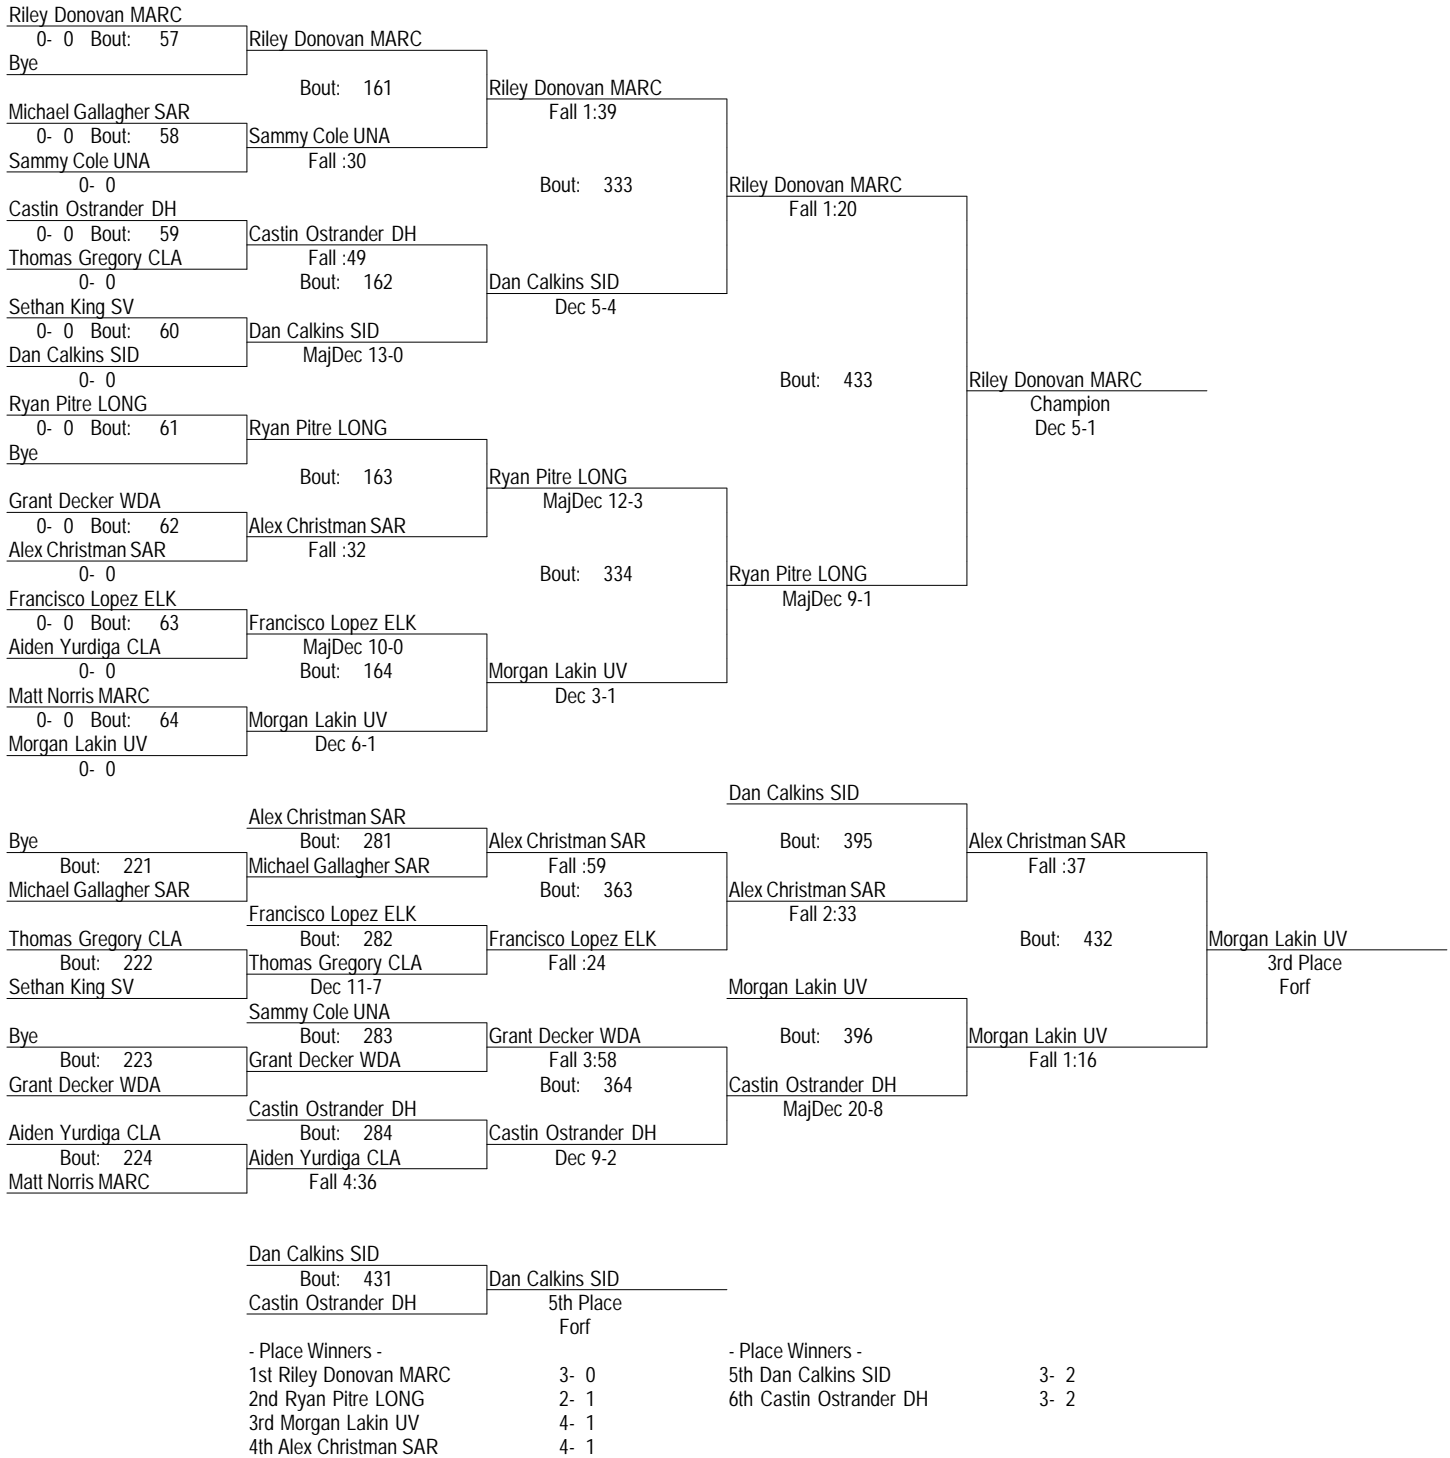 Riley Donovan MARC
0- 0 Bout: 57 Riley Donovan MARC
Bye
Bout: 161 Riley Donovan MARC
Michael Gallagher SAR Fall 1:39
0- 0 Bout: 58 Sammy Cole UNA
Sammy Cole UNA Fall :30
0- 0 Bout: 333 Riley Donovan MARC
Castin Ostrander DH Fall 1:20
0- 0 Bout: 59 Castin Ostrander DH
Thomas Gregory CLA Fall :49
0- 0 Bout: 162 Dan Calkins SID
Sethan King SV Dec 5-4
0- 0 Bout: 60 Dan Calkins SID
Dan Calkins SID MajDec 13-0
0- 0 Bout: 433 Riley Donovan MARC
Ryan Pitre LONG Champion
0- 0 Bout: 61 Ryan Pitre LONG Dec 5-1
Bye
Bout: 163 Ryan Pitre LONG
Grant Decker WDA MajDec 12-3
0- 0 Bout: 62 Alex Christman SAR
Alex Christman SAR Fall :32
0- 0 Bout: 334 Ryan Pitre LONG
Francisco Lopez ELK MajDec 9-1
0- 0 Bout: 63 Francisco Lopez ELK
Aiden Yurdiga CLA MajDec 10-0
0- 0 Bout: 164 Morgan Lakin UV
Matt Norris MARC Dec 3-1
0- 0 Bout: 64 Morgan Lakin UV
Morgan Lakin UV Dec 6-1
0- 0
Dan Calkins SID
Alex Christman SAR
Bye Bout: 281 Alex Christman SAR Bout: 395 Alex Christman SAR
Bout: 221 Michael Gallagher SAR Fall :59 Fall :37
Michael Gallagher SAR Bout: 363 Alex Christman SAR
Francisco Lopez ELK Fall 2:33
Thomas Gregory CLA Bout: 282 Francisco Lopez ELK Bout: 432 Morgan Lakin UV
Bout: 222 Thomas Gregory CLA Fall :24 3rd Place
Sethan King SV Dec 11-7 Morgan Lakin UV Forf
Sammy Cole UNA
Bye Bout: 283 Grant Decker WDA Bout: 396 Morgan Lakin UV
Bout: 223 Grant Decker WDA Fall 3:58 Fall 1:16
Grant Decker WDA Bout: 364 Castin Ostrander DH
Castin Ostrander DH MajDec 20-8
Aiden Yurdiga CLA Bout: 284 Castin Ostrander DH
Bout: 224 Aiden Yurdiga CLA Dec 9-2
Matt Norris MARC Fall 4:36
Dan Calkins SID
Bout: 431 Dan Calkins SID
Castin Ostrander DH 5th Place
Forf
- Place Winners - - Place Winners -
1st Riley Donovan MARC 3- 0 5th Dan Calkins SID 3- 2
2nd Ryan Pitre LONG 2- 1 6th Castin Ostrander DH 3- 2
3rd Morgan Lakin UV 4- 1
4th Alex Christman SAR 4- 1